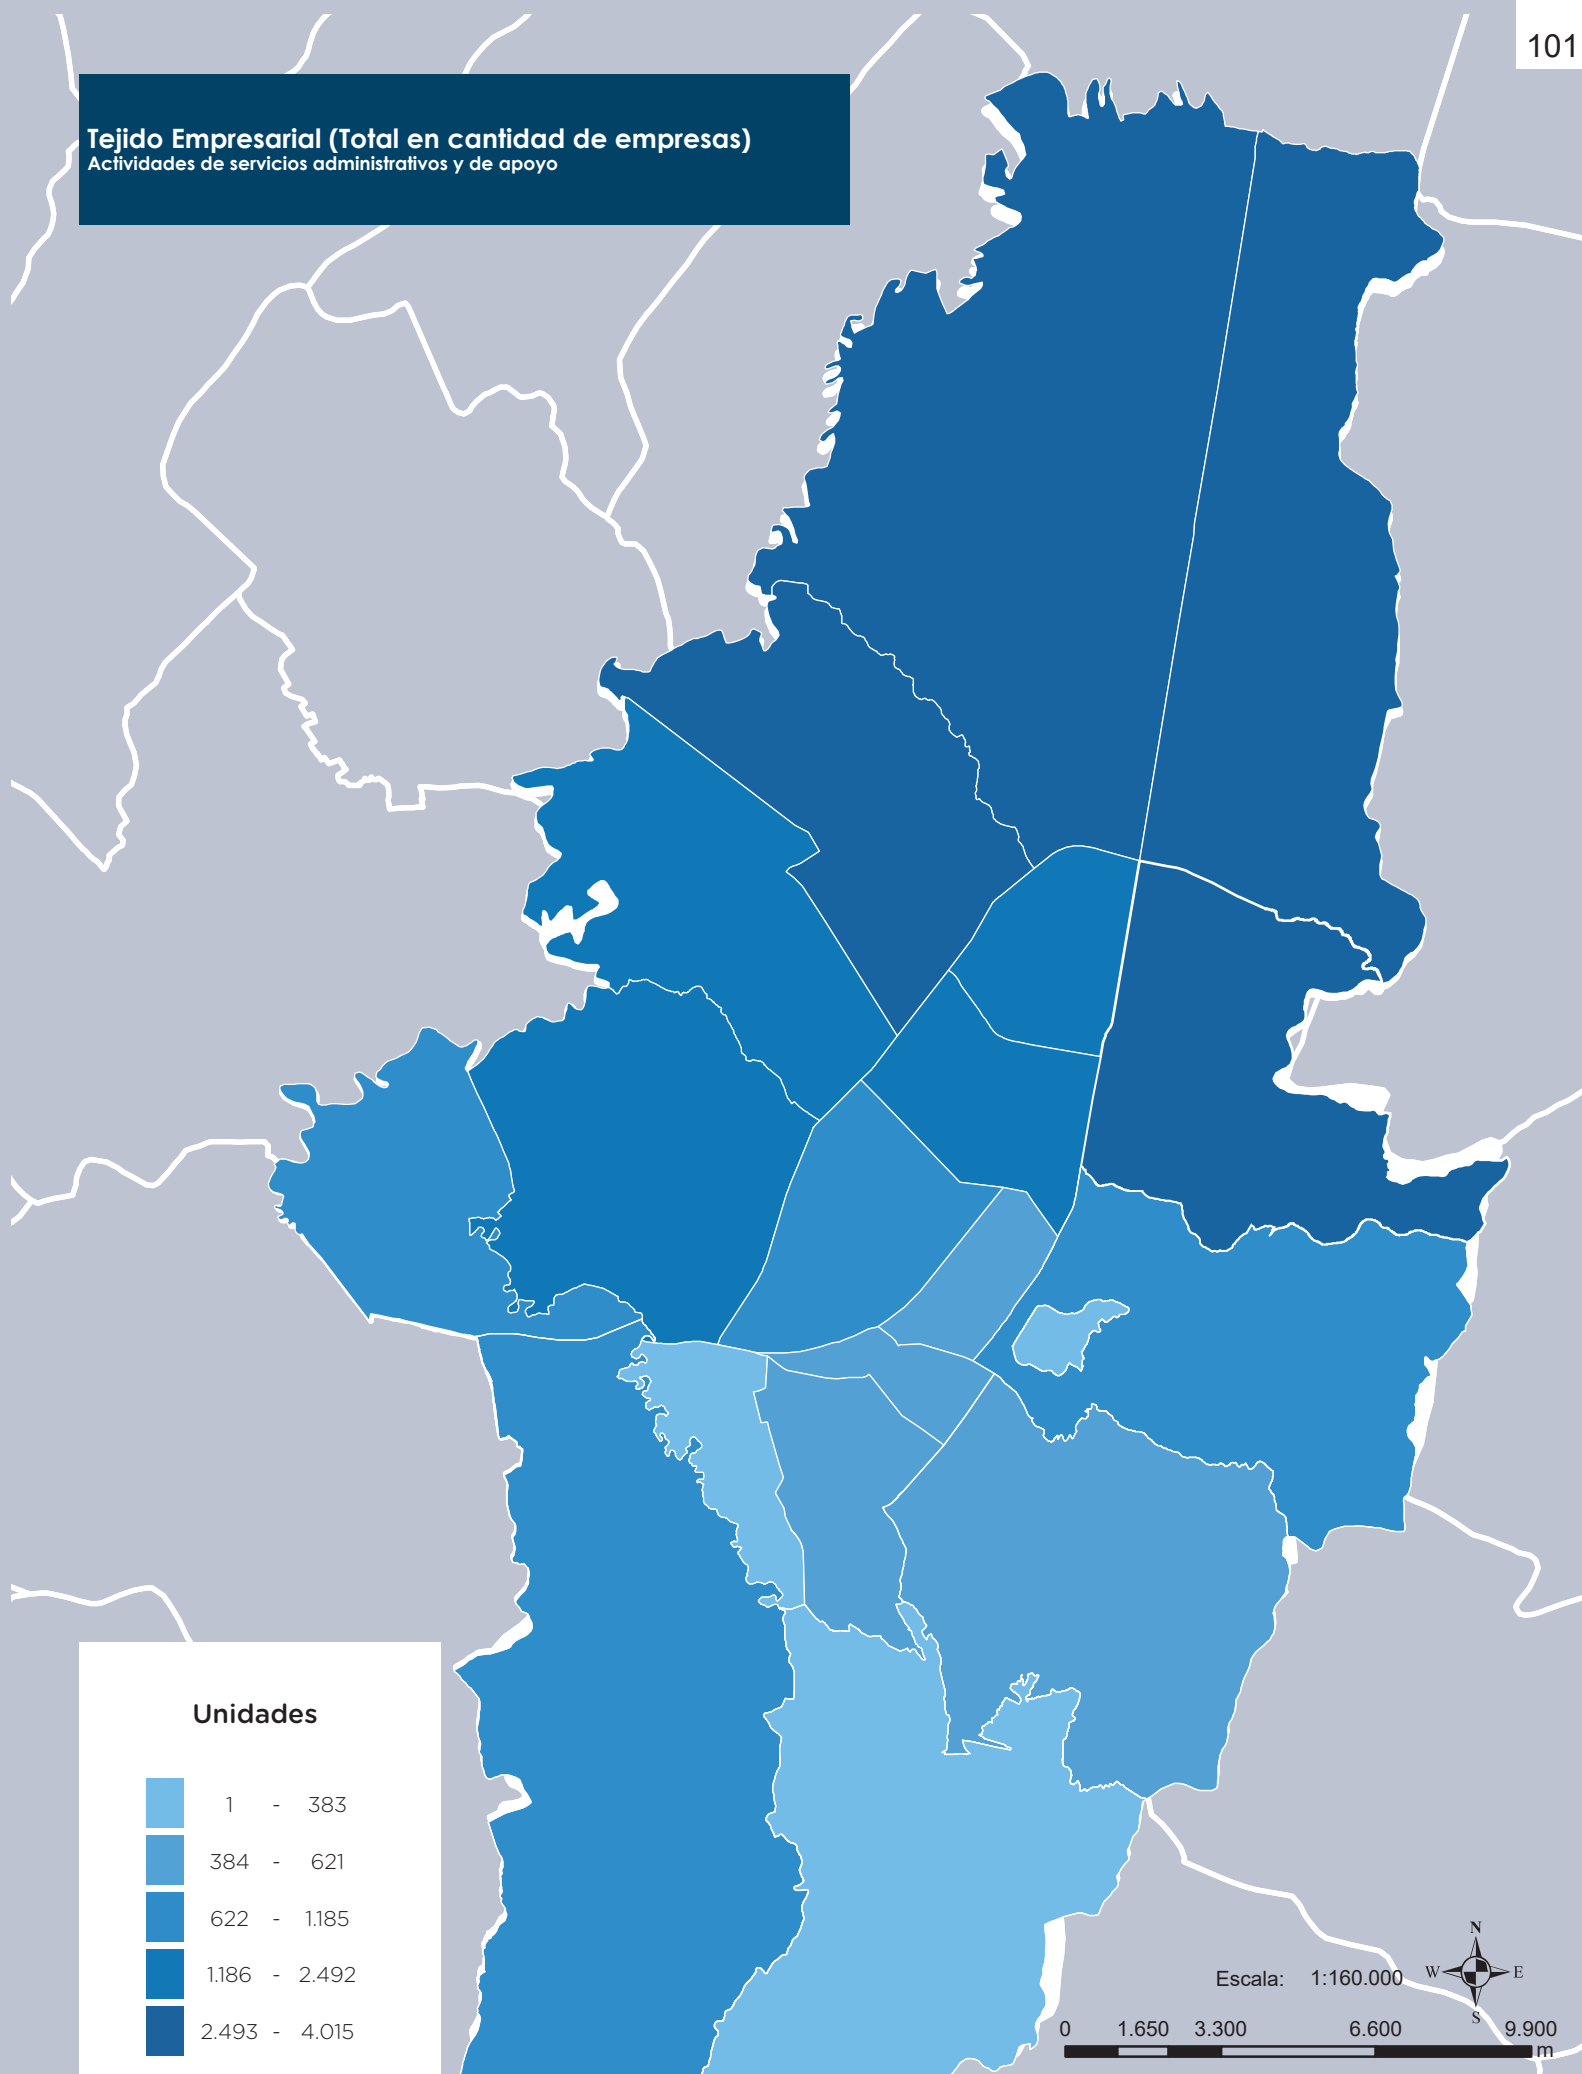 101
Tejido Empresarial (Total en cantidad de empresas)
Actividades de servicios administrativos y de apoyo
Unidades
1 - 383
384 - 621
622 - 1.185
1.186 - 2.492
2.493 - 4.015
Escala: 1:160.000
N
W E
S
0 1.650 3.300 6.600 9.900
m